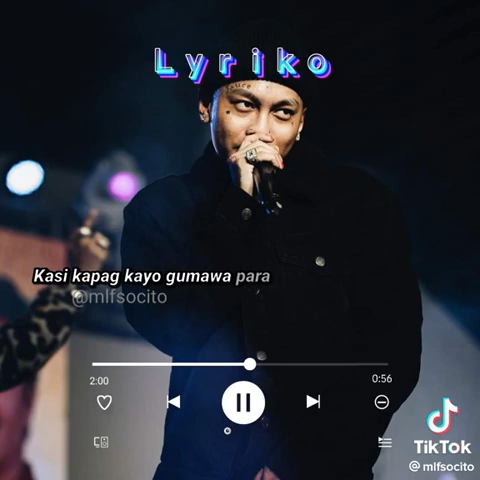 Lyriko
Kasi kapag kayo gumawa para
@mlfsocito
2:00
0:56
TikTok
@ mlfsocito